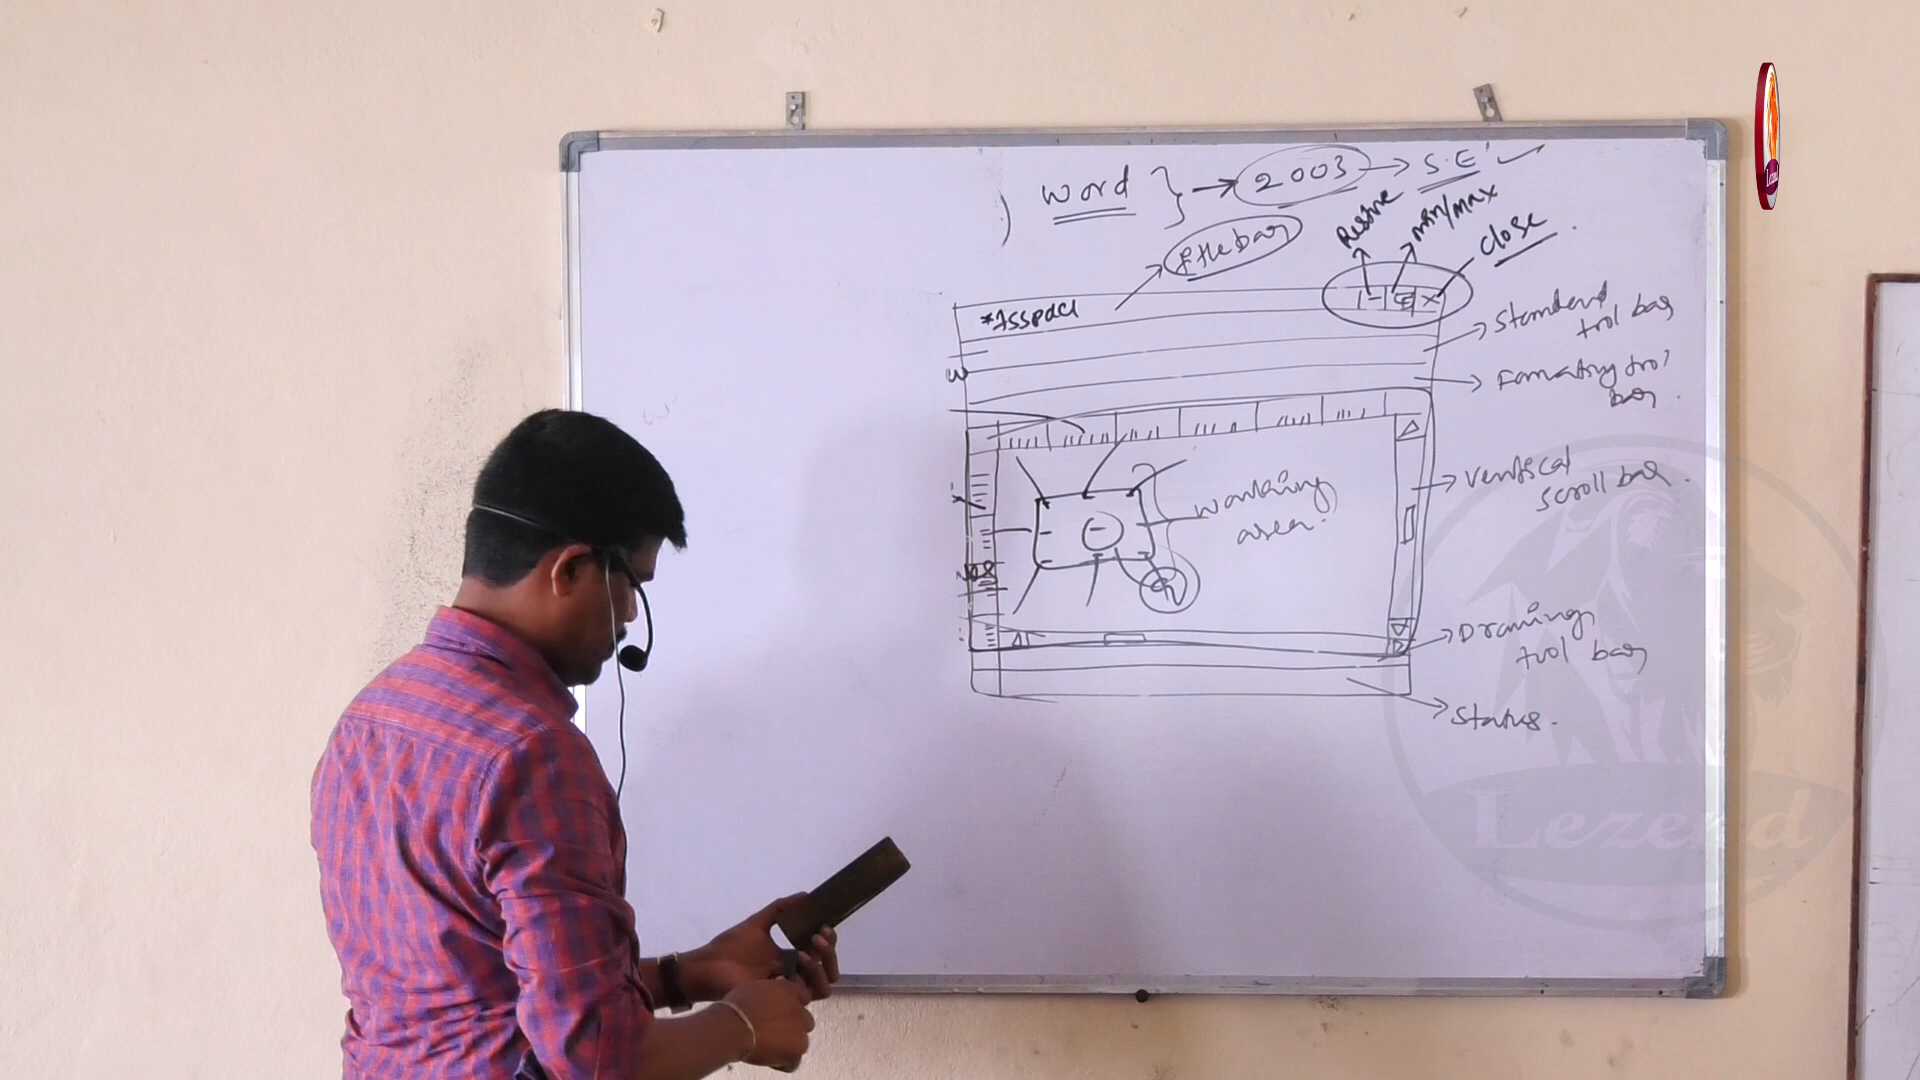 ) Word } → 2003 → S.E'
Restore
min/max
close
Title bar
Standard
tool bar
Formatting tool
bar
Vertical
scroll bar
Working
area.
Drawing
tool bar
Status.
Lezend